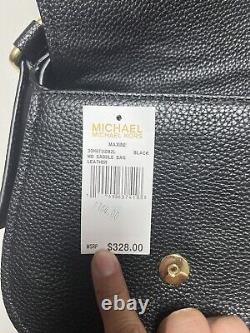 MICHAEL
MICHAEL KORS
MAXINE
BLACK
MD SADDLE BAG
LEATHER
MSRP $328.00